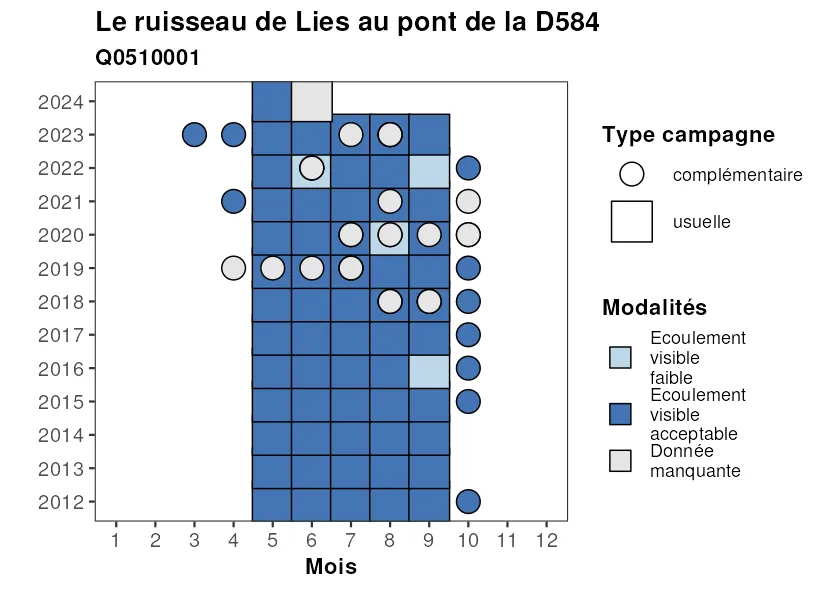 Le ruisseau de Lies au pont de la D584
Q0510001
2024
2023
2022
2021
2020
2019
2018
2017
2016
2015
2014
2013
2012
1 2 3 4 5 6 7 8 9 10 11 12
Mois
Type campagne
complémentaire
usuelle
Modalités
Ecoulement
visible
faible
Ecoulement
visible
acceptable
Donnée
manquante